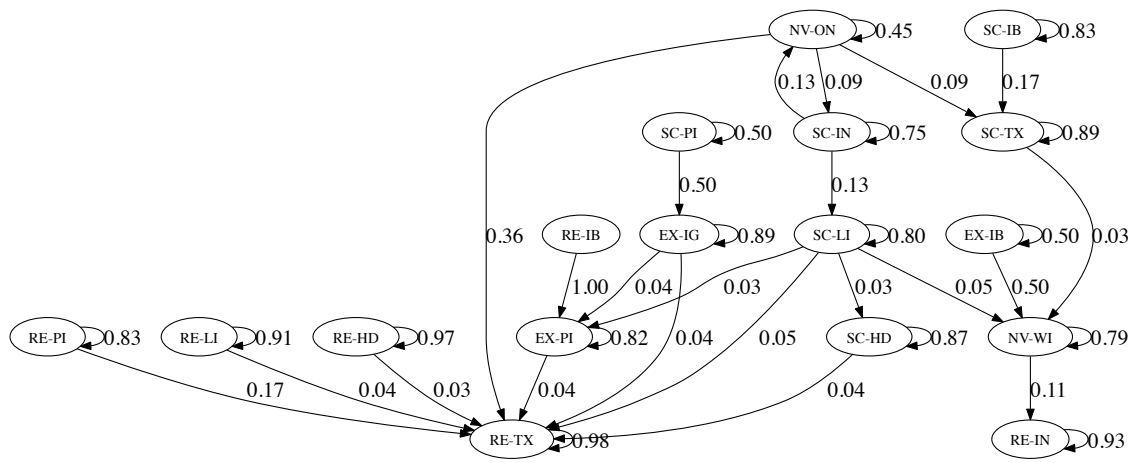 NV-ON 0.45 SC-IB 0.83
0.13 0.09 0.09 0.17
SC-PI 0.50 SC-IN 0.75 SC-TX 0.89
0.50 0.13
0.36 RE-IB EX-IG 0.89 SC-LI 0.80 EX-IB 0.50 0.03
1.00 0.04 0.03 0.03 0.05 0.50
RE-PI 0.83 RE-LI 0.91 RE-HD 0.97 EX-PI 0.82 0.04 0.05 SC-HD 0.87 NV-WI 0.79
0.17 0.04 0.03 0.04 0.04 0.11
RE-TX 0.98 RE-IN 0.93